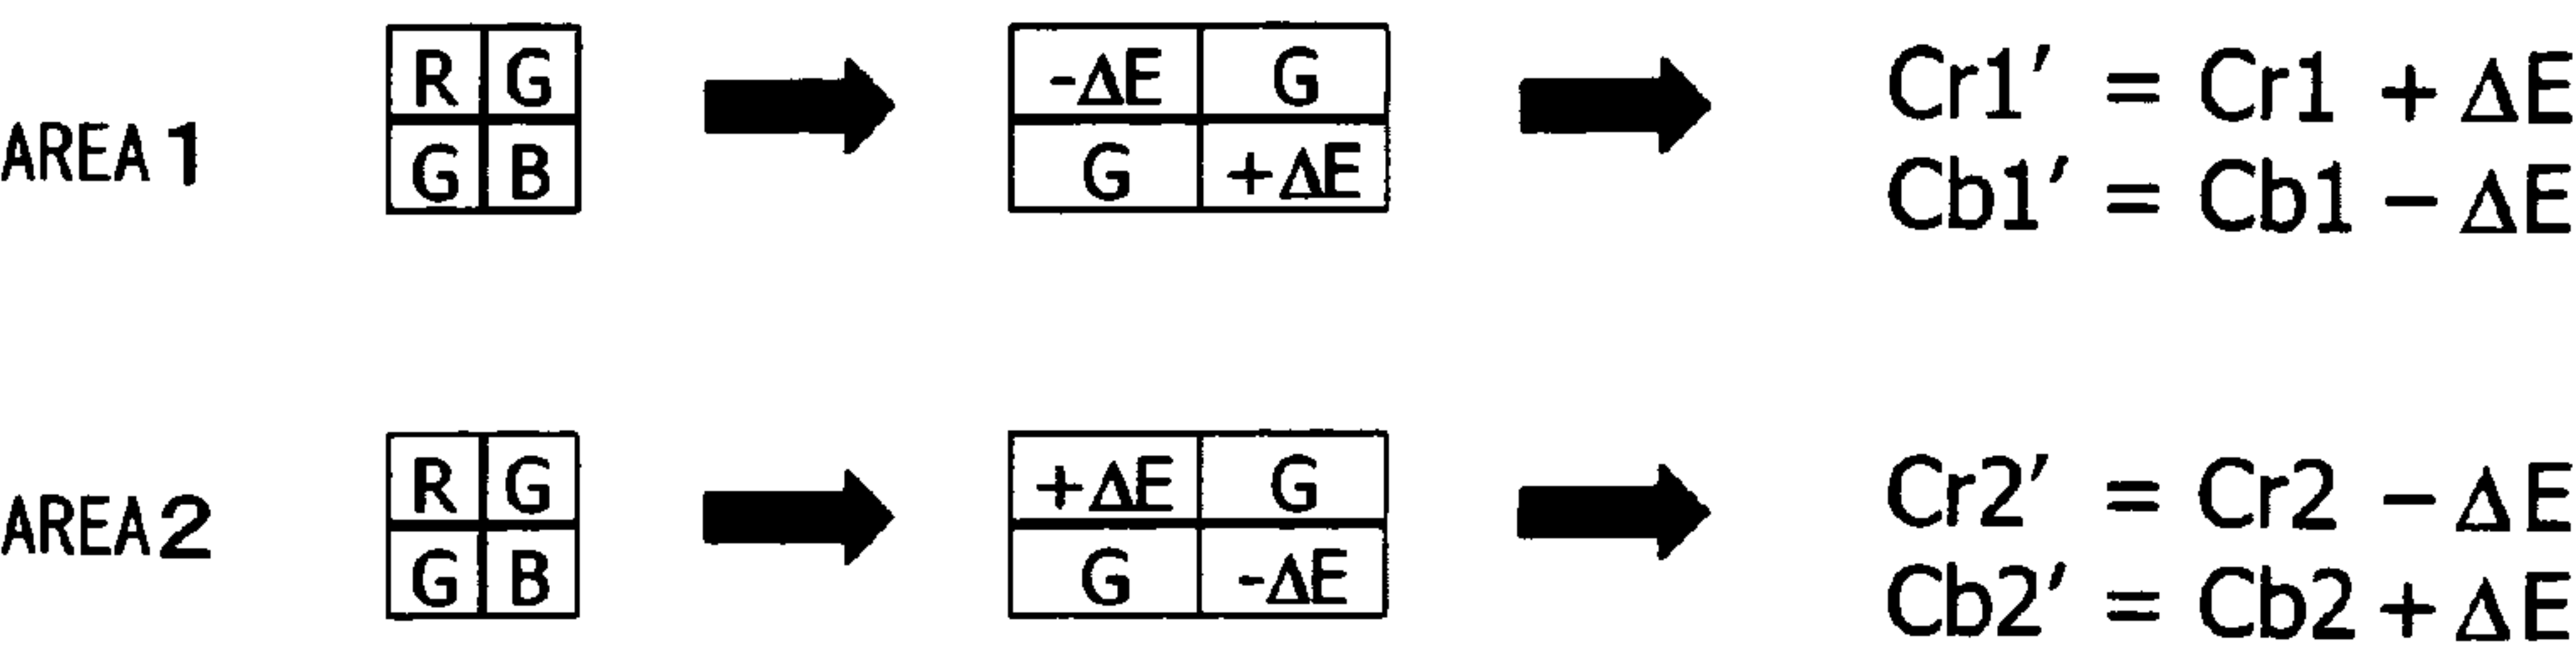 AREA 1
R G
G B
-ΔE G
G +ΔE
Cr1′ = Cr1 + ΔE
Cb1′ = Cb1 − ΔE
AREA 2
R G
G B
+ΔE G
G -ΔE
Cr2′ = Cr2 − ΔE
Cb2′ = Cb2 + ΔE